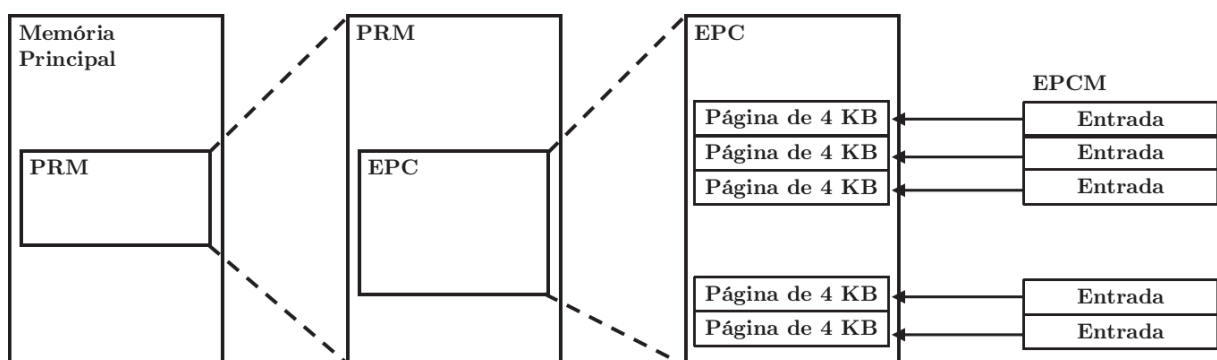 Memória
Principal
PRM
PRM
EPC
EPC
Página de 4 KB
Página de 4 KB
Página de 4 KB
Página de 4 KB
Página de 4 KB
EPCM
Entrada
Entrada
Entrada
Entrada
Entrada